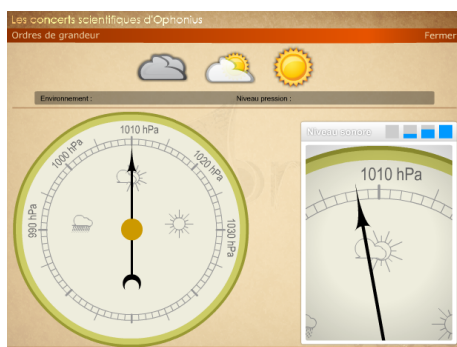 Les concerts scientifiques d'Ophonius
Ordres de grandeur
Fermer
Environnement :
Niveau pression :
1010 hPa
1000 hPa
1020 hPa
990 hPa
1030 hPa
Niveau sonore
1010 hPa